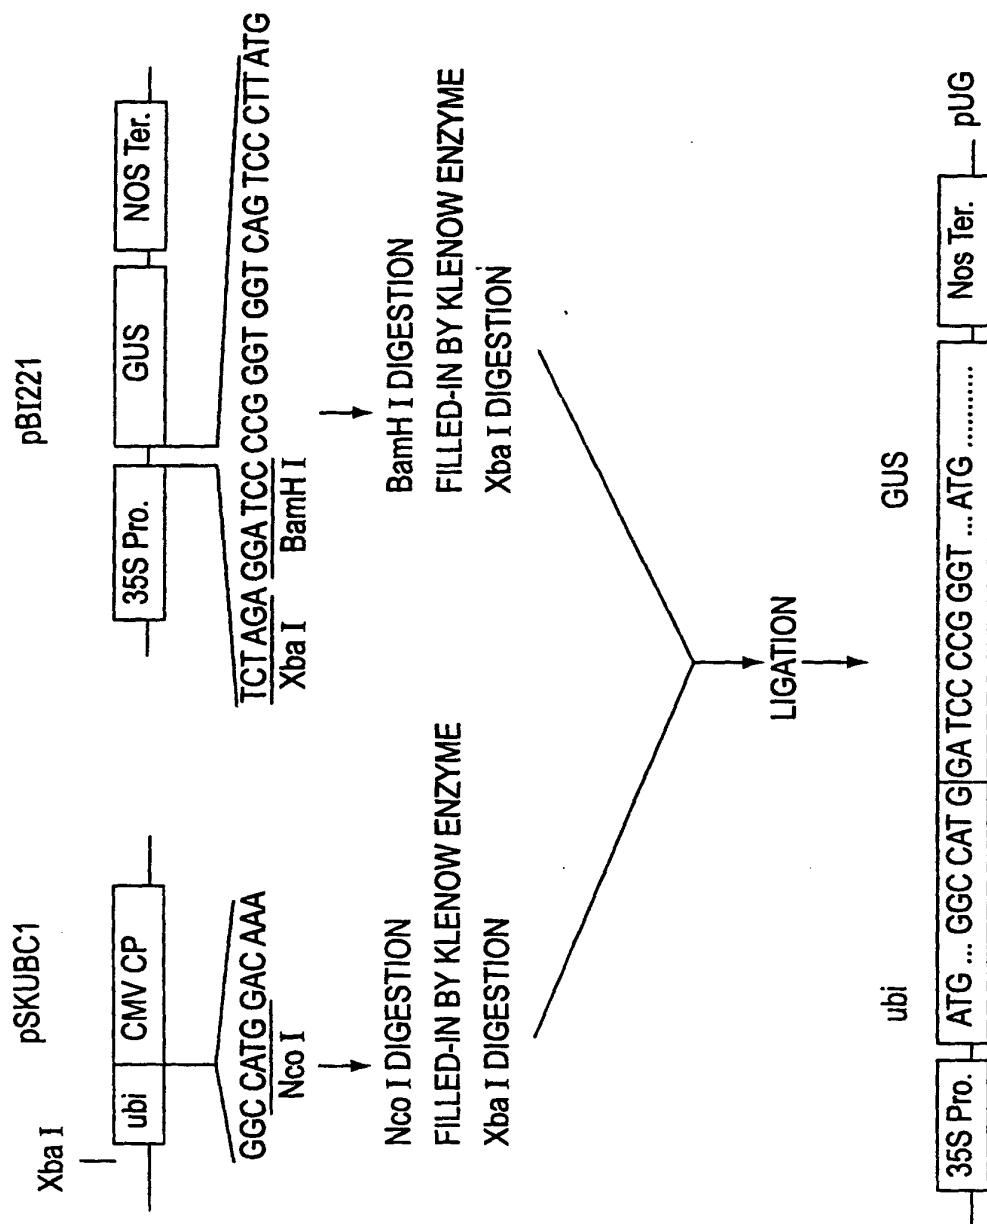 pSKUBC1
Xba I
ubi CMV CP
GGC CATG GAC AAA
Nco I
Nco I DIGESTION
FILLED-IN BY KLENOW ENZYME
Xba I DIGESTION
pBI221
35S Pro. GUS NOS Ter.
TCT AGA GGA TCC CCG GGT GGT CAG TCC CTT ATG
Xba I BamH I
BamH I DIGESTION
FILLED-IN BY KLENOW ENZYME
Xba I DIGESTION
LIGATION
ubi GUS
35S Pro. ATG ... GGC CAT G GA TCC CCG GGT ... ATG ............ Nos Ter. pUG